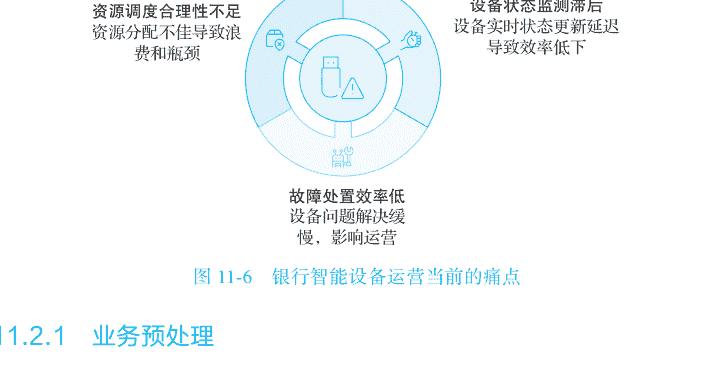 资源调度合理性不足
资源分配不佳导致浪
费和瓶颈
设备状态监测滞后
设备实时状态更新延迟
导致效率低下
故障处置效率低
设备问题解决缓
慢，影响运营
图 11-6 银行智能设备运营当前的痛点
11.2.1 业务预处理